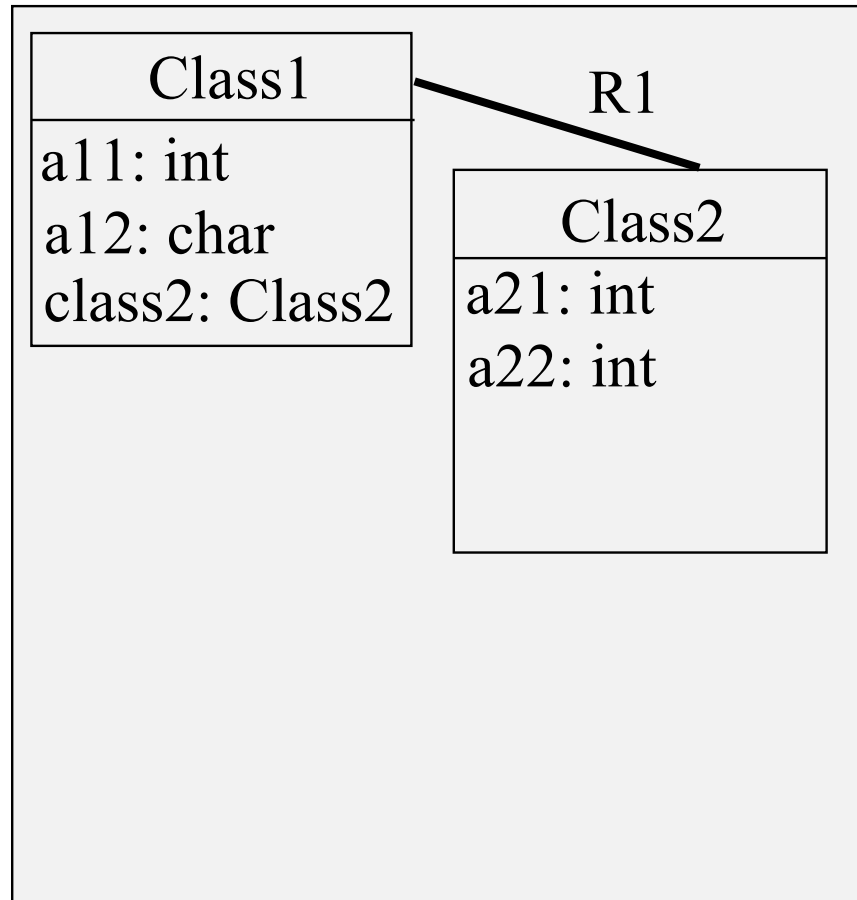 Class1
a11: int
a12: char
class2: Class2
R1
Class2
a21: int
a22: int